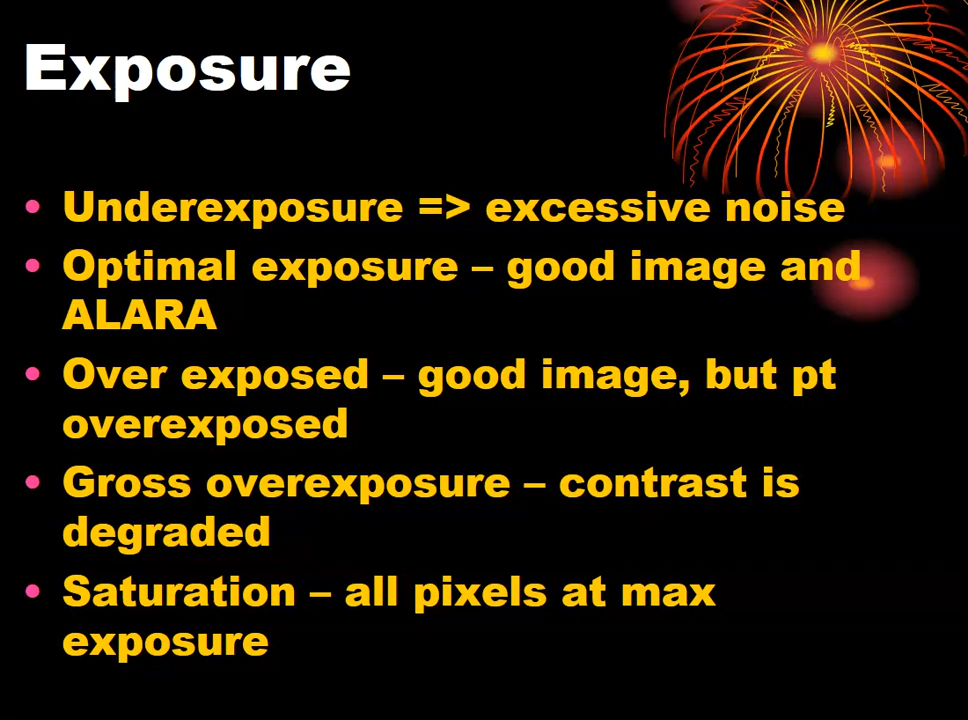 Exposure
• Underexposure => excessive noise
• Optimal exposure – good image and
ALARA
• Over exposed – good image, but pt
overexposed
• Gross overexposure – contrast is
degraded
• Saturation – all pixels at max
exposure